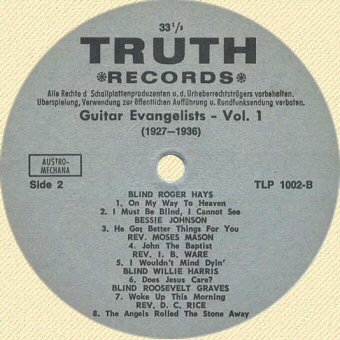 33 1/3
TRUTH
*RECORDS*
Alle Rechte d. Schallplattenproduzenten u. d. Urheberrechtsträgers vorbehalten.
Überspielung, Verwendung zur öffentlichen Aufführung u. Rundfunksendung verboten.
Guitar Evangelists - Vol. 1
(1927-1936)
AUSTRO-
MECHANA
Side 2
TLP 1002-B
BLIND ROGER HAYS
1. On My Way To Heaven
2. I Must Be Blind, I Cannot See
BESSIE JOHNSON
3. He Got Better Things For You
REV. MOSES MASON
4. John The Baptist
REV. I. B. WARE
5. I Wouldn't Mind Dyin'
BLIND WILLIE HARRIS
6. Does Jesus Care?
BLIND ROOSEVELT GRAVES
7. Woke Up This Morning
REV. D. C. RICE
8. The Angels Rolled The Stone Away